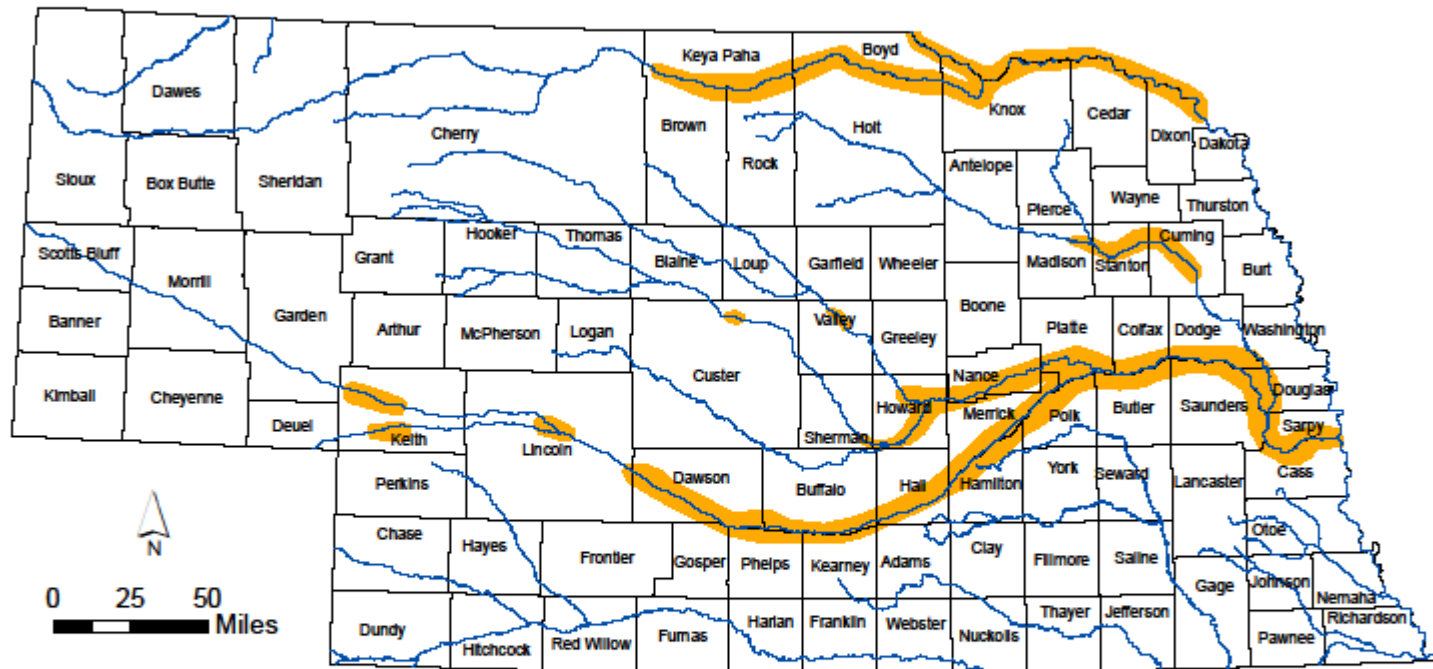 Keya Paha
Boyd
Dawes
Knox
Cedar
Cherry
Brown
Holt
Dixon
Dakota
Rock
Antelope
Sioux
Box Butte
Sheridan
Wayne
Pierce
Thurston
Hooker
Thomas
Cuming
Scotts Bluff
Grant
Blaine
Loup
Garfield
Wheeler
Madison
Stanton
Burt
Morrill
Boone
Garden
Banner
Arthur
McPherson
Logan
Valley
Greeley
Platte
Colfax
Dodge
Washington
Custer
Nance
Kimball
Cheyenne
Howard
Merrick
Polk
Butler
Saunders
Douglas
Deuel
Keith
Lincoln
Sherman
Sarpy
Perkins
Dawson
Buffalo
Hall
Hamilton
York
Seward
Lancaster
Cass
N
Chase
Hayes
Frontier
Gosper
Phelps
Kearney
Adams
Clay
Fillmore
Saline
Otoe
Gage
Johnson
Nemaha
0 25 50
Miles
Dundy
Hitchcock
Red Willow
Furnas
Harlan
Franklin
Webster
Nuckolls
Thayer
Jefferson
Pawnee
Richardson